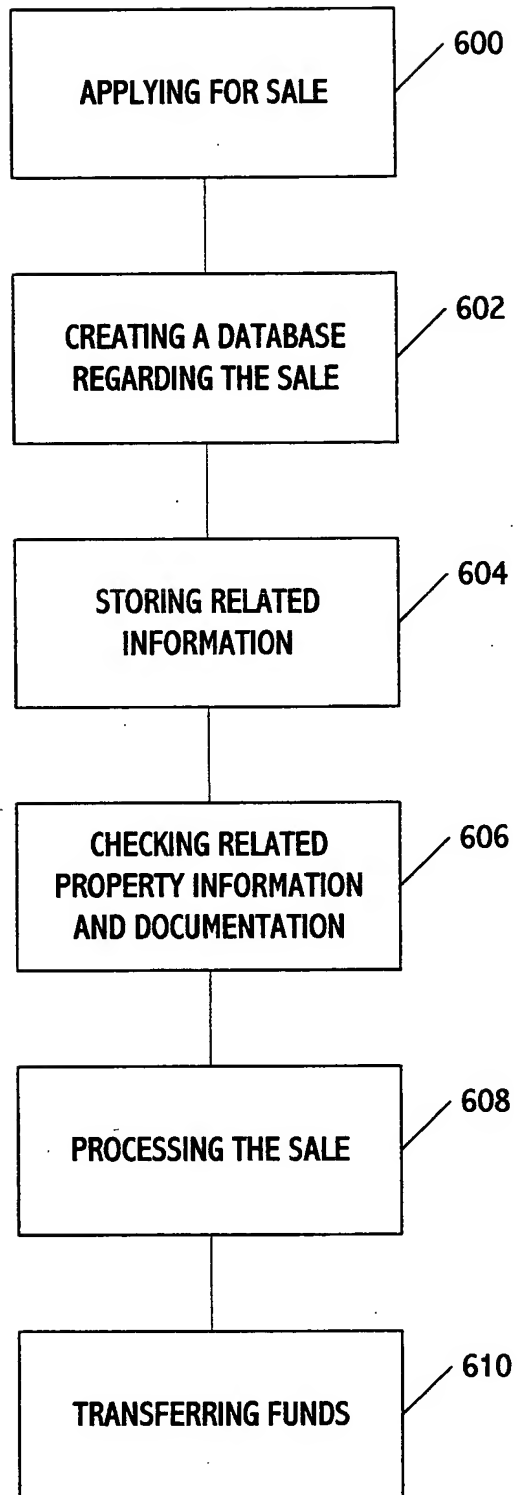 600
APPLYING FOR SALE
602
CREATING A DATABASE
REGARDING THE SALE
604
STORING RELATED
INFORMATION
606
CHECKING RELATED
PROPERTY INFORMATION
AND DOCUMENTATION
608
PROCESSING THE SALE
610
TRANSFERRING FUNDS